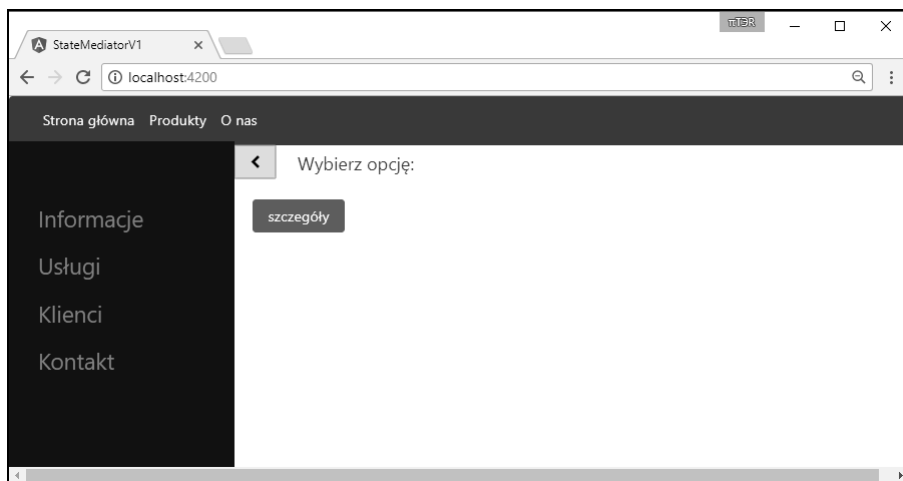 StateMediatorV1
localhost:4200
Strona główna Produkty O nas
Wybierz opcję:
szczegóły
Informacje
Usługi
Klienci
Kontakt